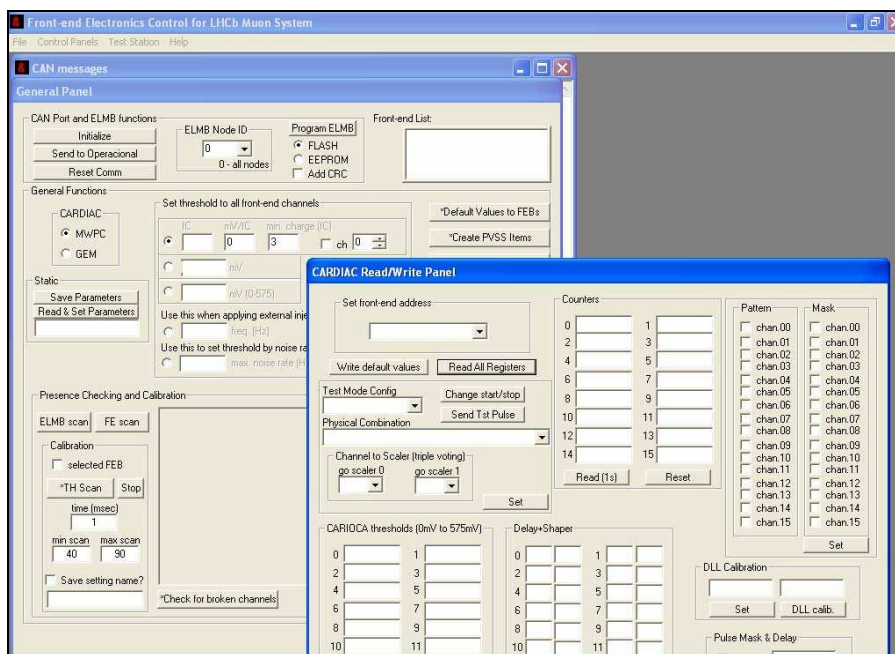 Front-end Electronics Control for LHCb Muon System
File Control Panels Test Station Help
CAN messages
General Panel
CAN Port and ELMB functions
Initialize
Send to Operacional
Reset Comm
ELMB Node ID
0
0 - all nodes
Program ELMB
FLASH
EEPROM
Add CRC
Front-end List:
General Functions
CARDIAC
MWPC
GEM
Static
Save Parameters
Read & Set Parameters
Set threshold to all front-end channels
fC mV/fC min. charge (fC)
0 3 ch 0
mV
mV (0-575)
Use this when applying external inje
freq. (Hz)
Use this to set threshold by noise ra
max. noise rate (H
*Default Values to FEBs
*Create PVSS Items
Presence Checking and Calibration
ELMB scan FE scan
Calibration
selected FEB
*TH Scan Stop
time (msec)
1
min scan max scan
40 90
Save setting name?
*Check for broken channels
CARDIAC Read/Write Panel
Set front-end address
Write default values Read All Registers
Test Mode Config
Change start/stop
Send Tst Pulse
Physical Combination
Channel to Scaler (triple voting)
go scaler 0 go scaler 1
Set
Counters
0 1
2 3
4 5
6 7
8 9
10 11
12 13
14 15
Read (1s) Reset
Pattern Mask
chan.00 chan.00
chan.01 chan.01
chan.02 chan.02
chan.03 chan.03
chan.04 chan.04
chan.05 chan.05
chan.06 chan.06
chan.07 chan.07
chan.08 chan.08
chan.09 chan.09
chan.10 chan.10
chan.11 chan.11
chan.12 chan.12
chan.13 chan.13
chan.14 chan.14
chan.15 chan.15
Set
CARIOCA thresholds (0mV to 575mV)
0 1
2 3
4 5
6 7
8 9
10 11
Delay+Shaper
0 1
2 3
4 5
6 7
8 9
10 11
DLL Calibration
Set DLL calib.
Pulse Mask & Delay